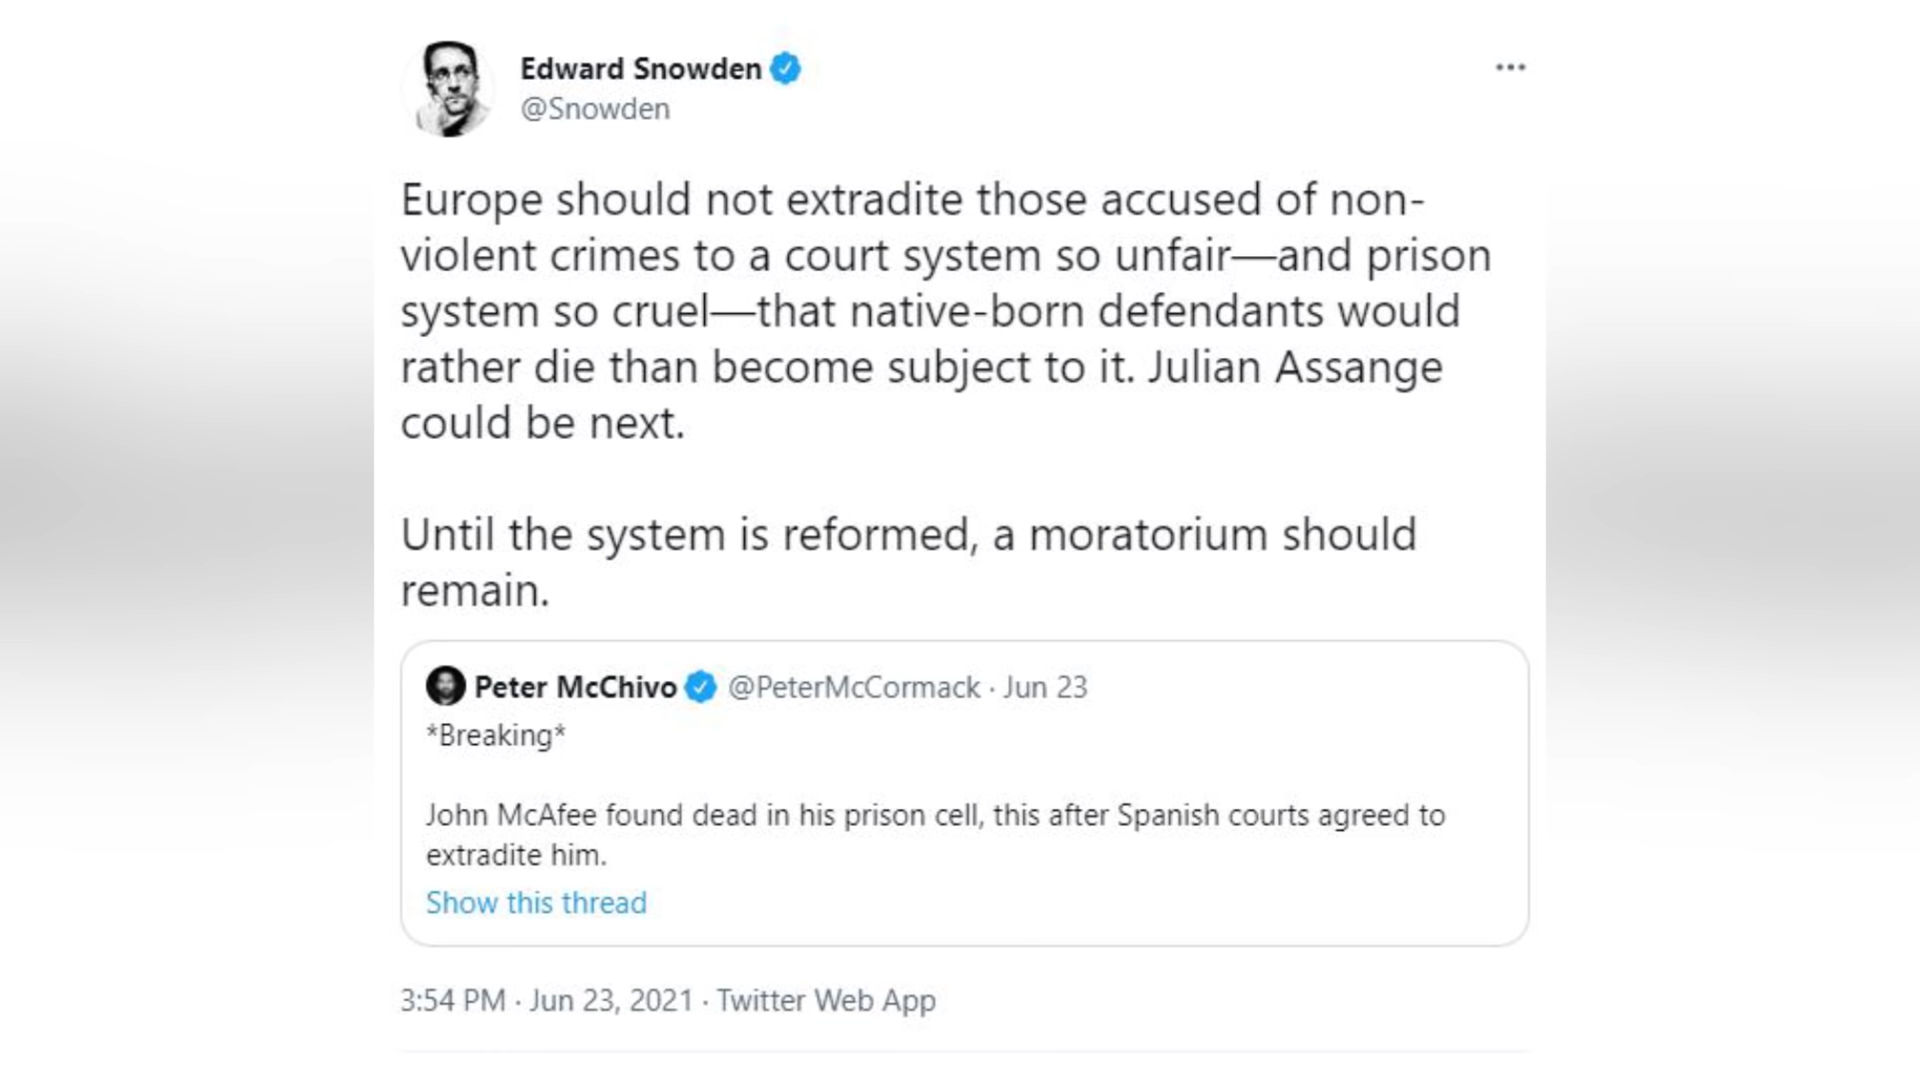 Edward Snowden
@Snowden
Europe should not extradite those accused of non-
violent crimes to a court system so unfair—and prison
system so cruel—that native-born defendants would
rather die than become subject to it. Julian Assange
could be next.
Until the system is reformed, a moratorium should
remain.
Peter McChivo @PeterMcCormack · Jun 23
*Breaking*
John McAfee found dead in his prison cell, this after Spanish courts agreed to
extradite him.
Show this thread
3:54 PM · Jun 23, 2021 · Twitter Web App